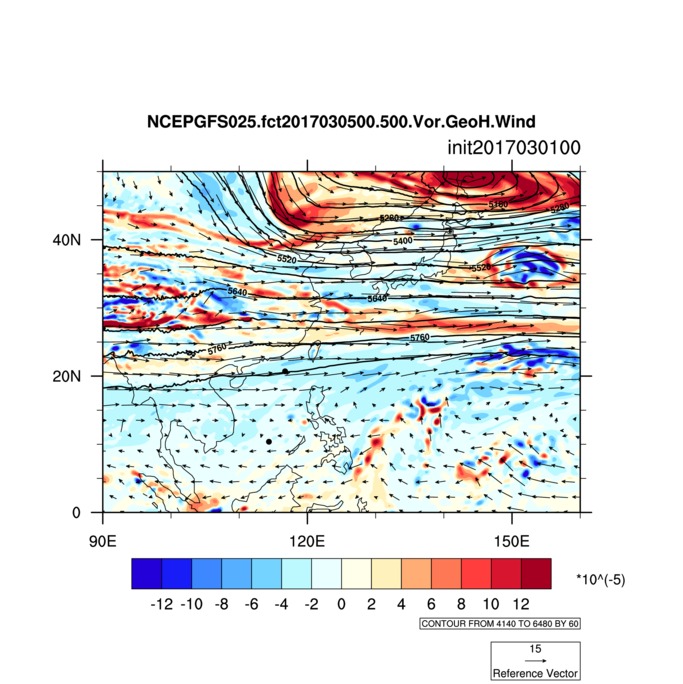 NCEPGFS025.fct2017030500.500.Vor.GeoH.Wind
init2017030100
5180
5280
5280
40N
5400
5520
5520
5640
5640
5760
5760
20N
0
90E 120E 150E
-12 -10 -8 -6 -4 -2 0 2 4 6 8 10 12 *10^(-5)
CONTOUR FROM 4140 TO 6480 BY 60
15
Reference Vector